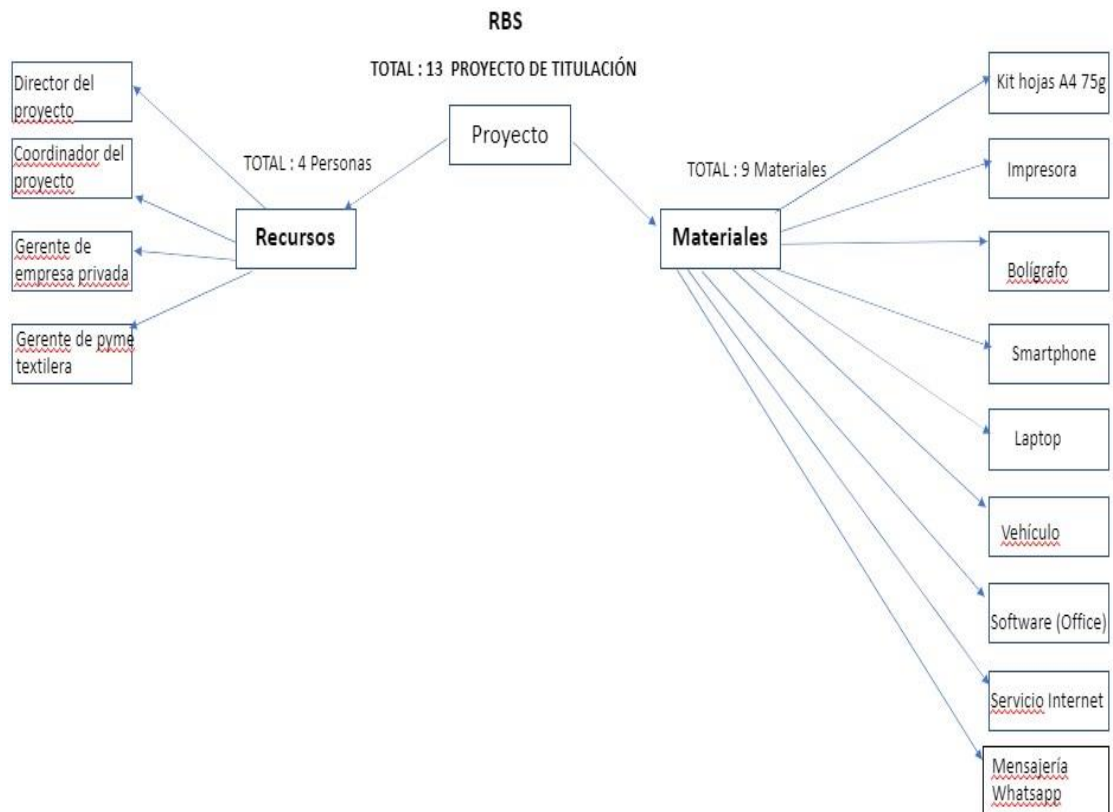 RBS
TOTAL : 13 PROYECTO DE TITULACIÓN
Proyecto
TOTAL : 4 Personas
Recursos
Director del
proyecto
Coordinador del
proyecto
Gerente de
empresa privada
Gerente de pyme
textilera
TOTAL : 9 Materiales
Materiales
Kit hojas A4 75g
Impresora
Bolígrafo
Smartphone
Laptop
Vehículo
Software (Office)
Servicio Internet
Mensajería
Whatsapp